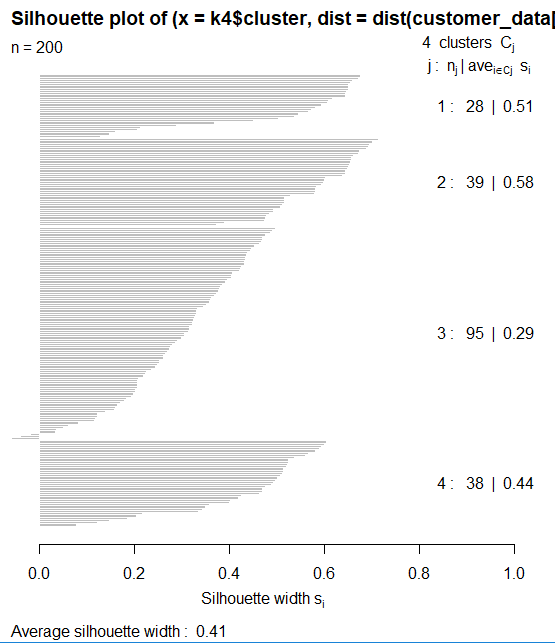 Silhouette plot of (x = k4$cluster, dist = dist(customer_data[
n = 200
4 clusters Cj
j : nj | avei∈Cj si
1 : 28 | 0.51
2 : 39 | 0.58
3 : 95 | 0.29
4 : 38 | 0.44
0.0 0.2 0.4 0.6 0.8 1.0
Silhouette width si
Average silhouette width : 0.41